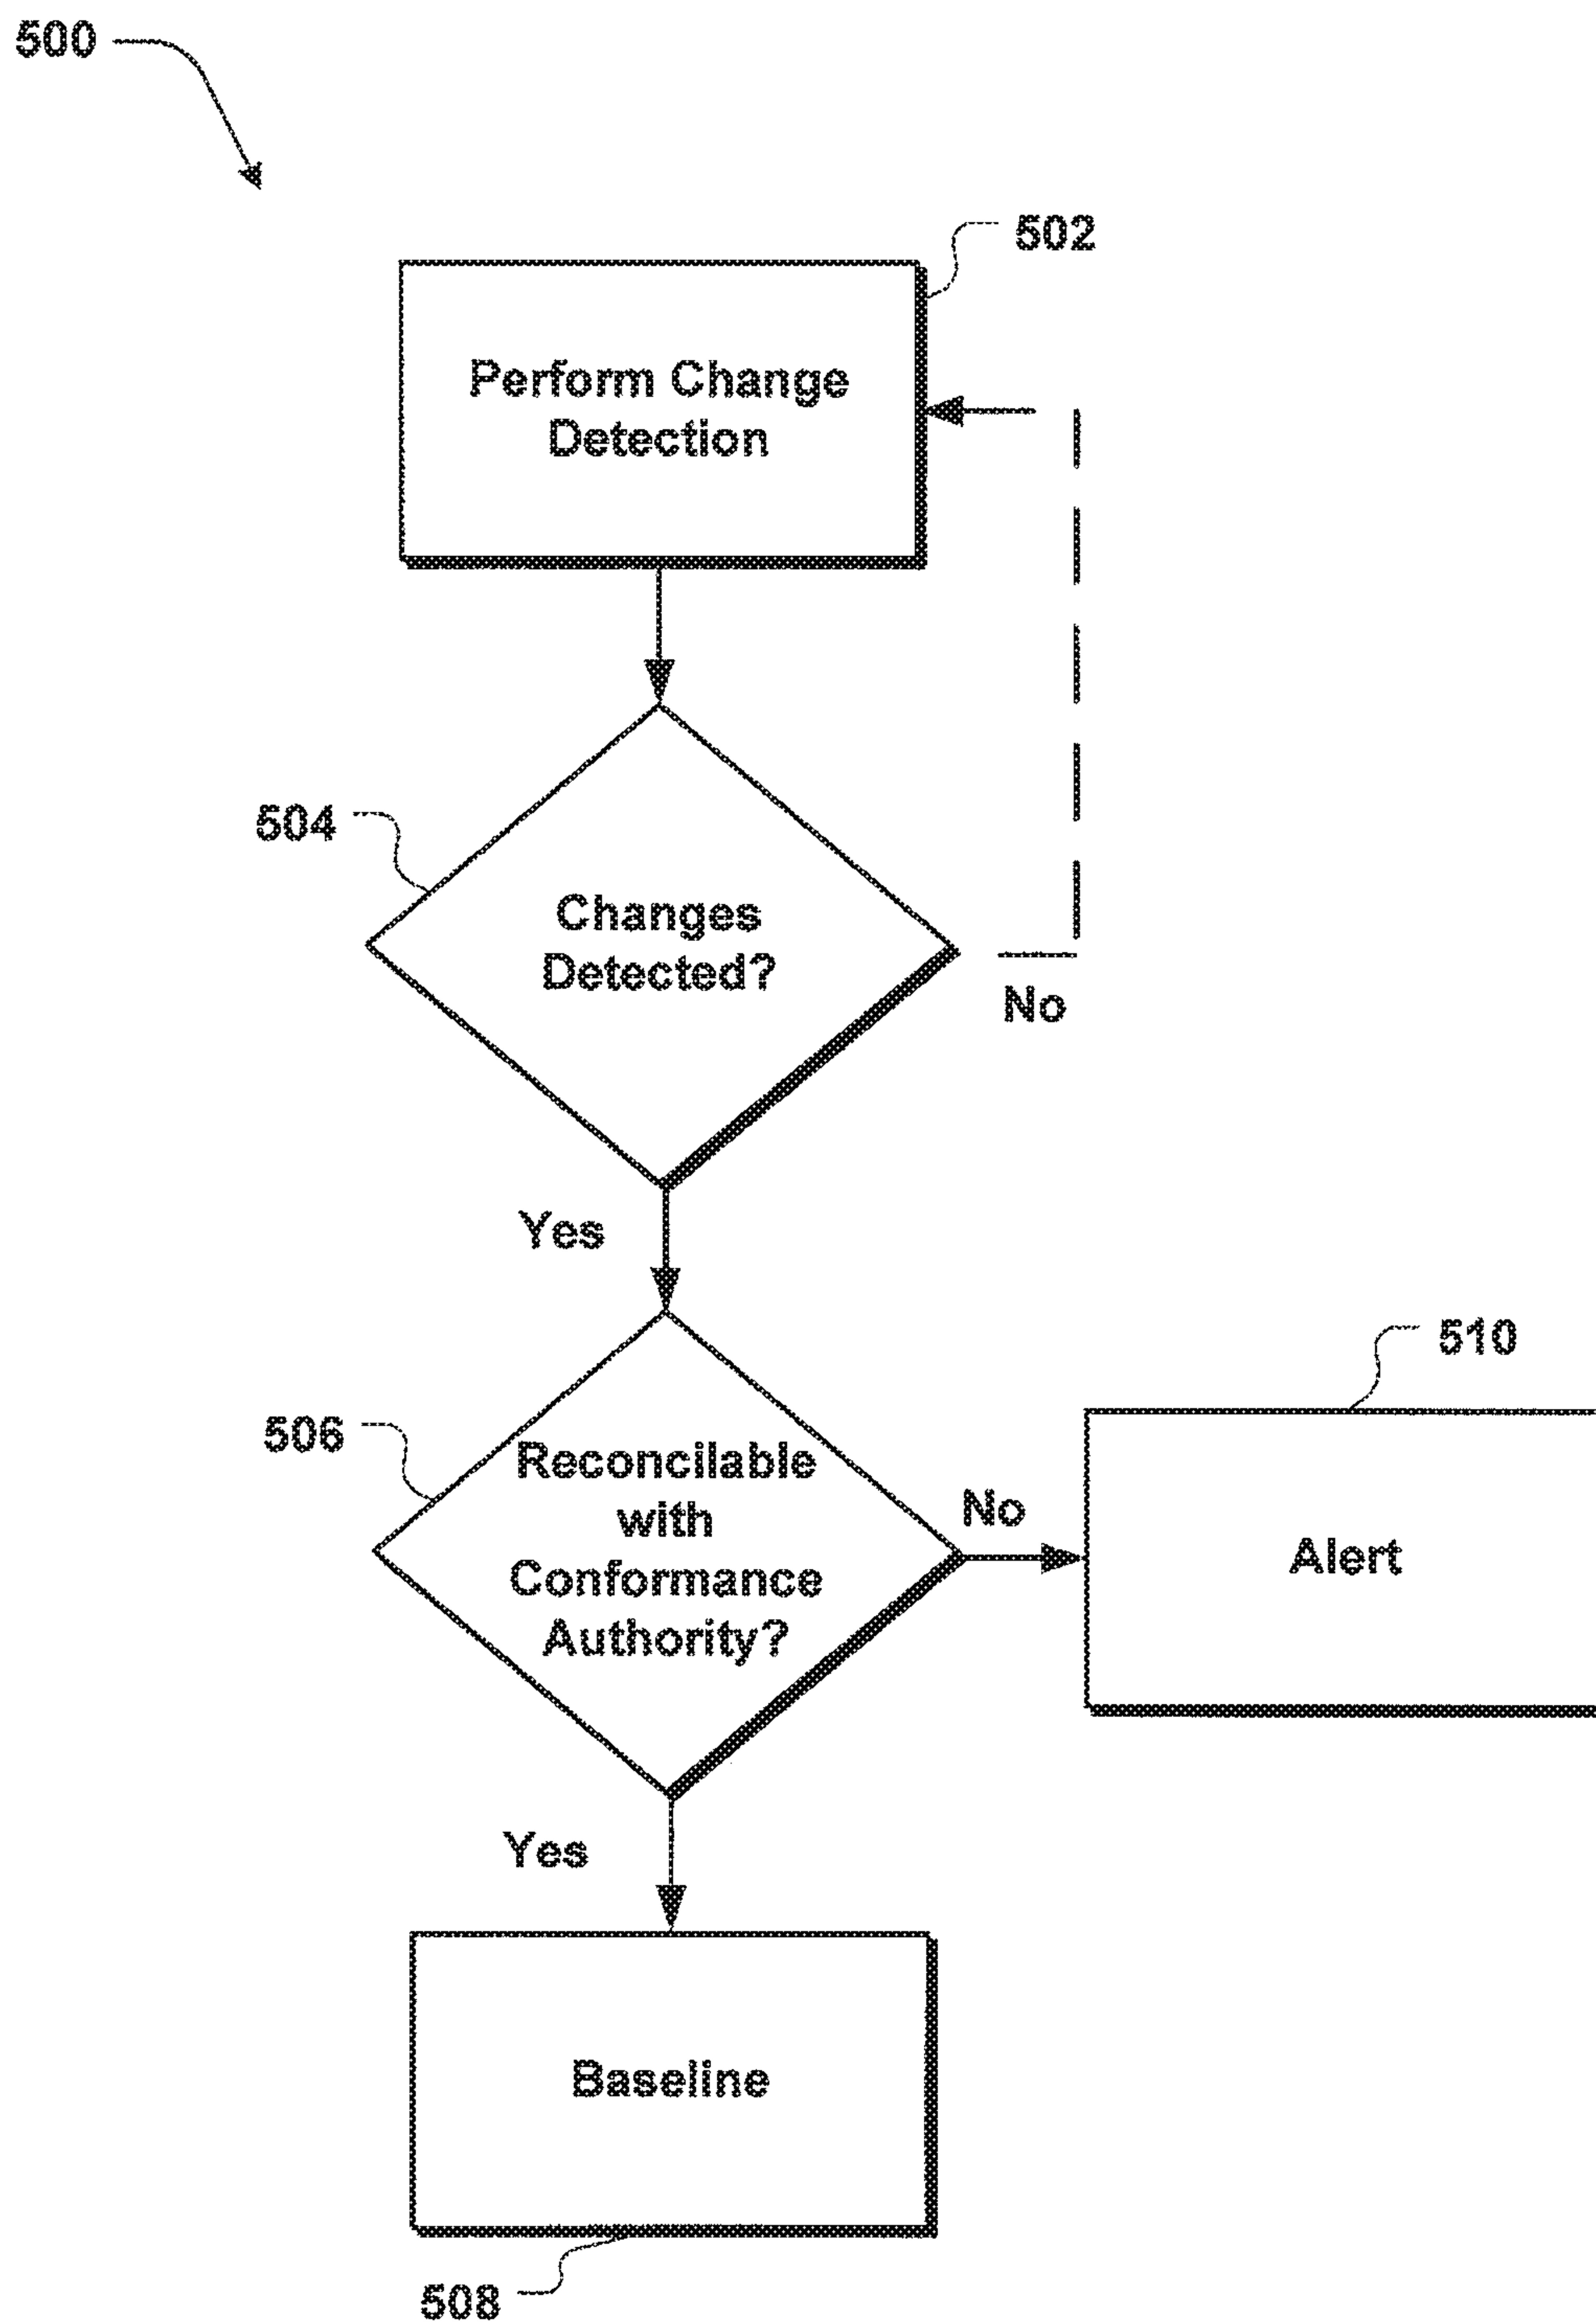 500
502
Perform Change
Detection
504
Changes
Detected?
No
Yes
510
506
Reconcilable
with
Conformance
Authority?
No
Alert
Yes
Baseline
508